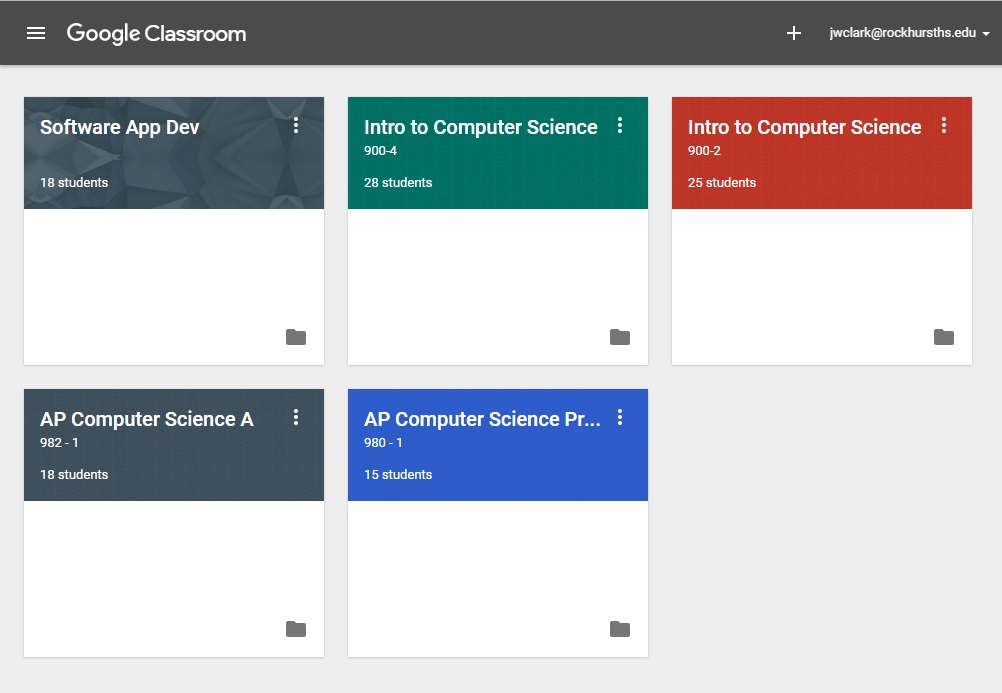 Google Classroom
jwclark@rockhursths.edu
Software App Dev
18 students
Intro to Computer Science
900-4
28 students
Intro to Computer Science
900-2
25 students
AP Computer Science A
982 - 1
18 students
AP Computer Science Pr...
980 - 1
15 students